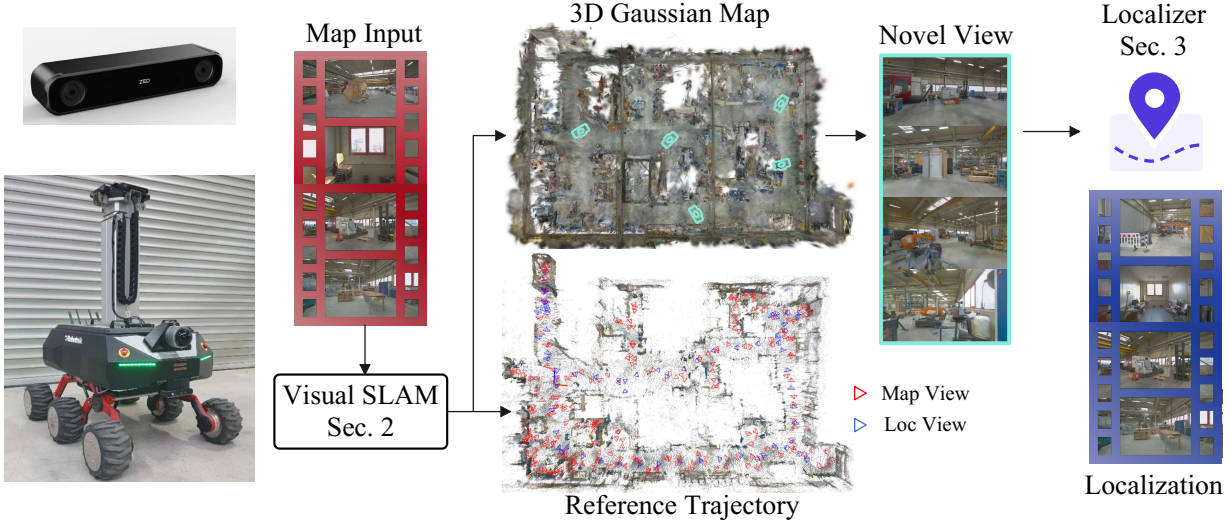 3D Gaussian Map
Localizer
Sec. 3
Map Input
Novel View
ZED
Visual SLAM
Sec. 2
Map View
Loc View
Reference Trajectory
Localization